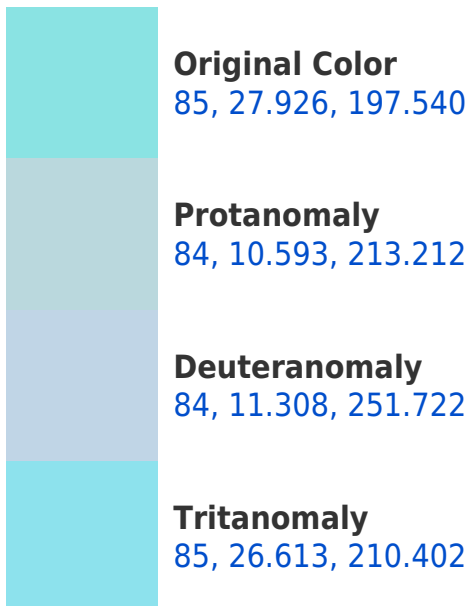 Original Color
85, 27.926, 197.540
Protanomaly
84, 10.593, 213.212
Deuteranomaly
84, 11.308, 251.722
Tritanomaly
85, 26.613, 210.402